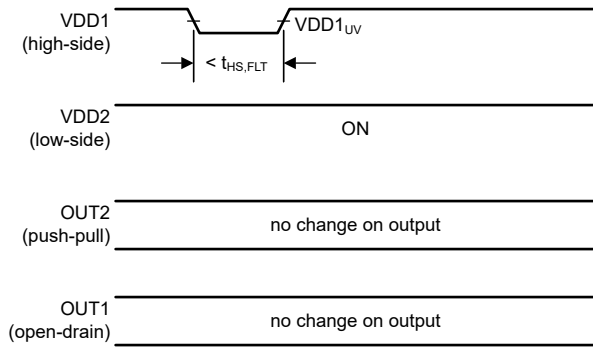 VDD1
(high-side)
VDD1UV
< tHS,FLT
VDD2
(low-side)
ON
OUT2
(push-pull)
no change on output
OUT1
(open-drain)
no change on output